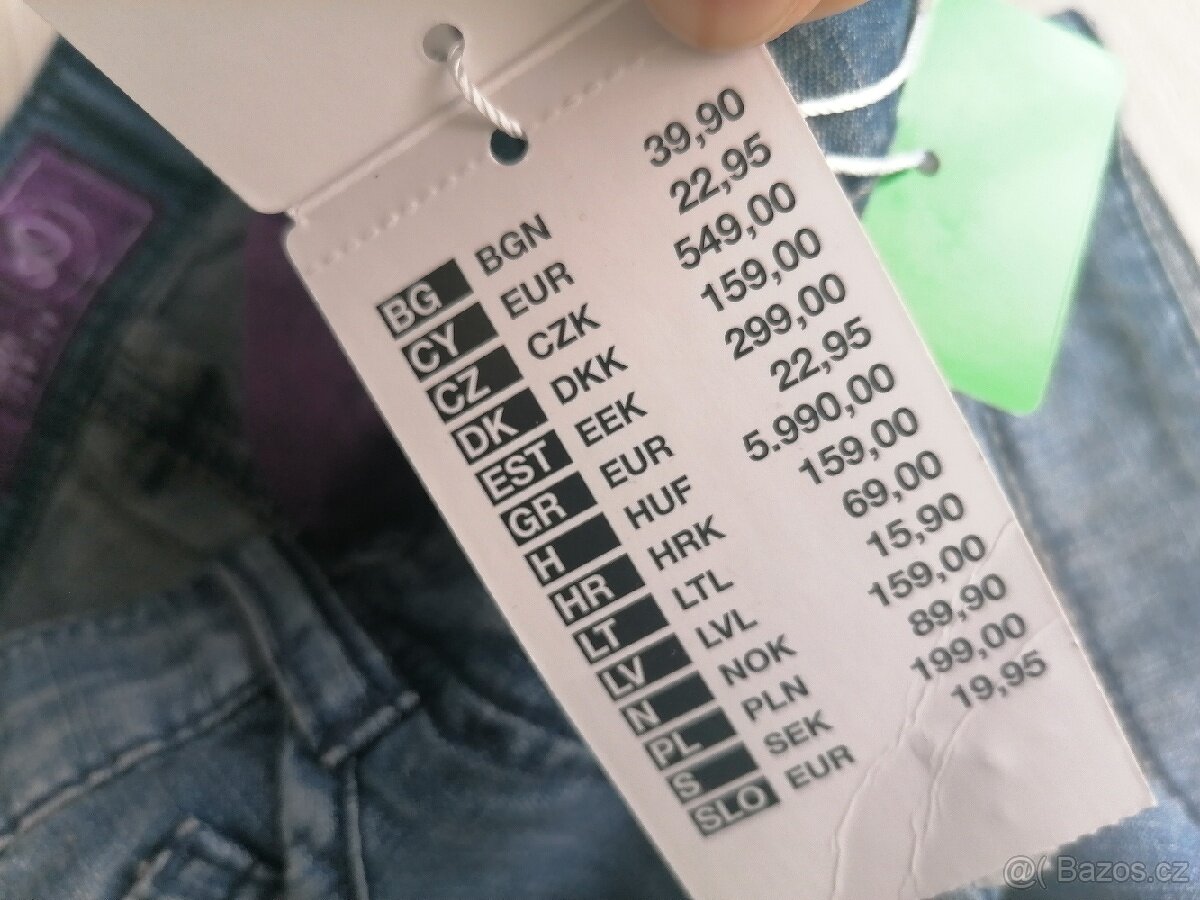 BG BGN 39,90
CY EUR 22,95
CZ CZK 549,00
DK DKK 159,00
EST EEK 299,00
GR EUR 22,95
H HUF 5.990,00
HR HRK 159,00
LT LTL 69,00
LV LVL 15,90
N NOK 159,00
PL PLN 89,90
S SEK 199,00
SLO EUR 19,95
@( Bazos.cz